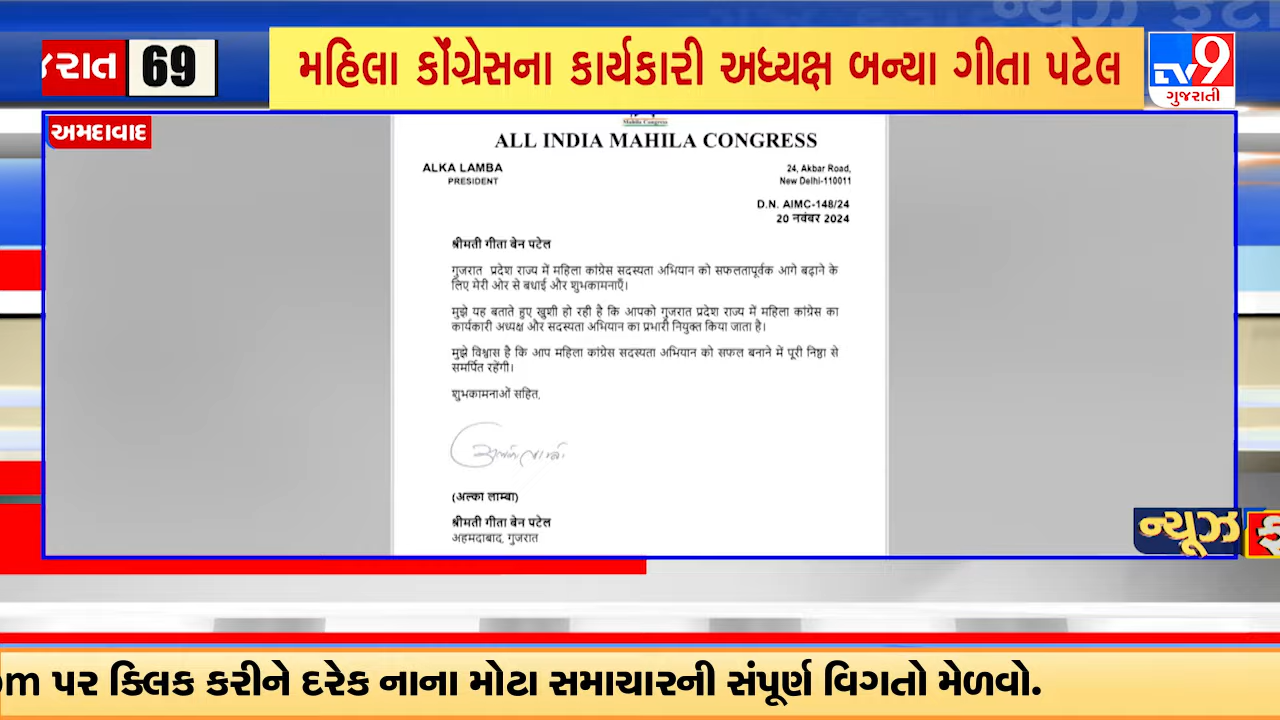 જરાત 69
મહિલા કોંગ્રેસના કાર્યકારી અધ્યક્ષ બન્યા ગીતા પટેલ
TV9
ગુજરાતી
અમદાવાદ
Mahila Congress
ALL INDIA MAHILA CONGRESS
ALKA LAMBA
PRESIDENT
24, Akbar Road,
New Delhi-110011
D.N. AIMC-148/24
20 नवंबर 2024
श्रीमती गीता बेन पटेल
गुजरात प्रदेश राज्य में महिला कांग्रेस सदस्यता अभियान को सफलतापूर्वक आगे बढ़ाने के
लिए मेरी ओर से बधाई और शुभकामनाएँ।
मुझे यह बताते हुए खुशी हो रही है कि आपको गुजरात प्रदेश राज्य में महिला कांग्रेस का
कार्यकारी अध्यक्ष और सदस्यता अभियान का प्रभारी नियुक्त किया जाता है।
मुझे विश्वास है कि आप महिला कांग्रेस सदस्यता अभियान को सफल बनाने में पूरी निष्ठा से
समर्पित रहेंगी।
शुभकामनाओं सहित,
(अल्का लाम्बा)
श्रीमती गीता बेन पटेल
अहमदाबाद, गुजरात
ન્યૂઝ
om પર ક્લિક કરીને દરેક નાના મોટા સમાચારની સંપૂર્ણ વિગતો મેળવો.